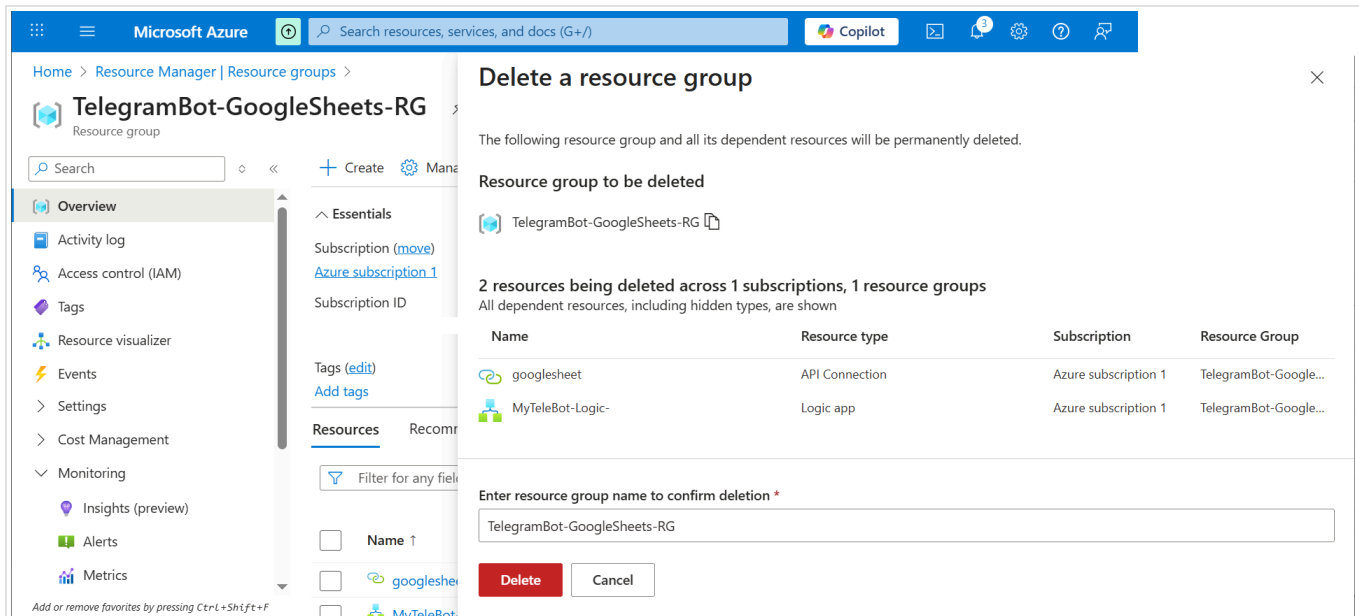 Microsoft Azure
Search resources, services, and docs (G+/)
Copilot
3
Home > Resource Manager | Resource groups >
TelegramBot-GoogleSheets-RG
Resource group
Search
Overview
Activity log
Access control (IAM)
Tags
Resource visualizer
Events
Settings
Cost Management
Monitoring
Insights (preview)
Alerts
Metrics
Add or remove favorites by pressing Ctrl+Shift+F
Create
Mana
Essentials
Subscription (move)
Azure subscription 1
Subscription ID
Tags (edit)
Add tags
Resources Recomm
Filter for any fiel
Name ↑
googleshee
MyTeleBot-
Delete a resource group
The following resource group and all its dependent resources will be permanently deleted.
Resource group to be deleted
TelegramBot-GoogleSheets-RG
2 resources being deleted across 1 subscriptions, 1 resource groups
All dependent resources, including hidden types, are shown
Name Resource type Subscription Resource Group
googlesheet API Connection Azure subscription 1 TelegramBot-Google...
MyTeleBot-Logic- Logic app Azure subscription 1 TelegramBot-Google...
Enter resource group name to confirm deletion *
TelegramBot-GoogleSheets-RG
Delete Cancel